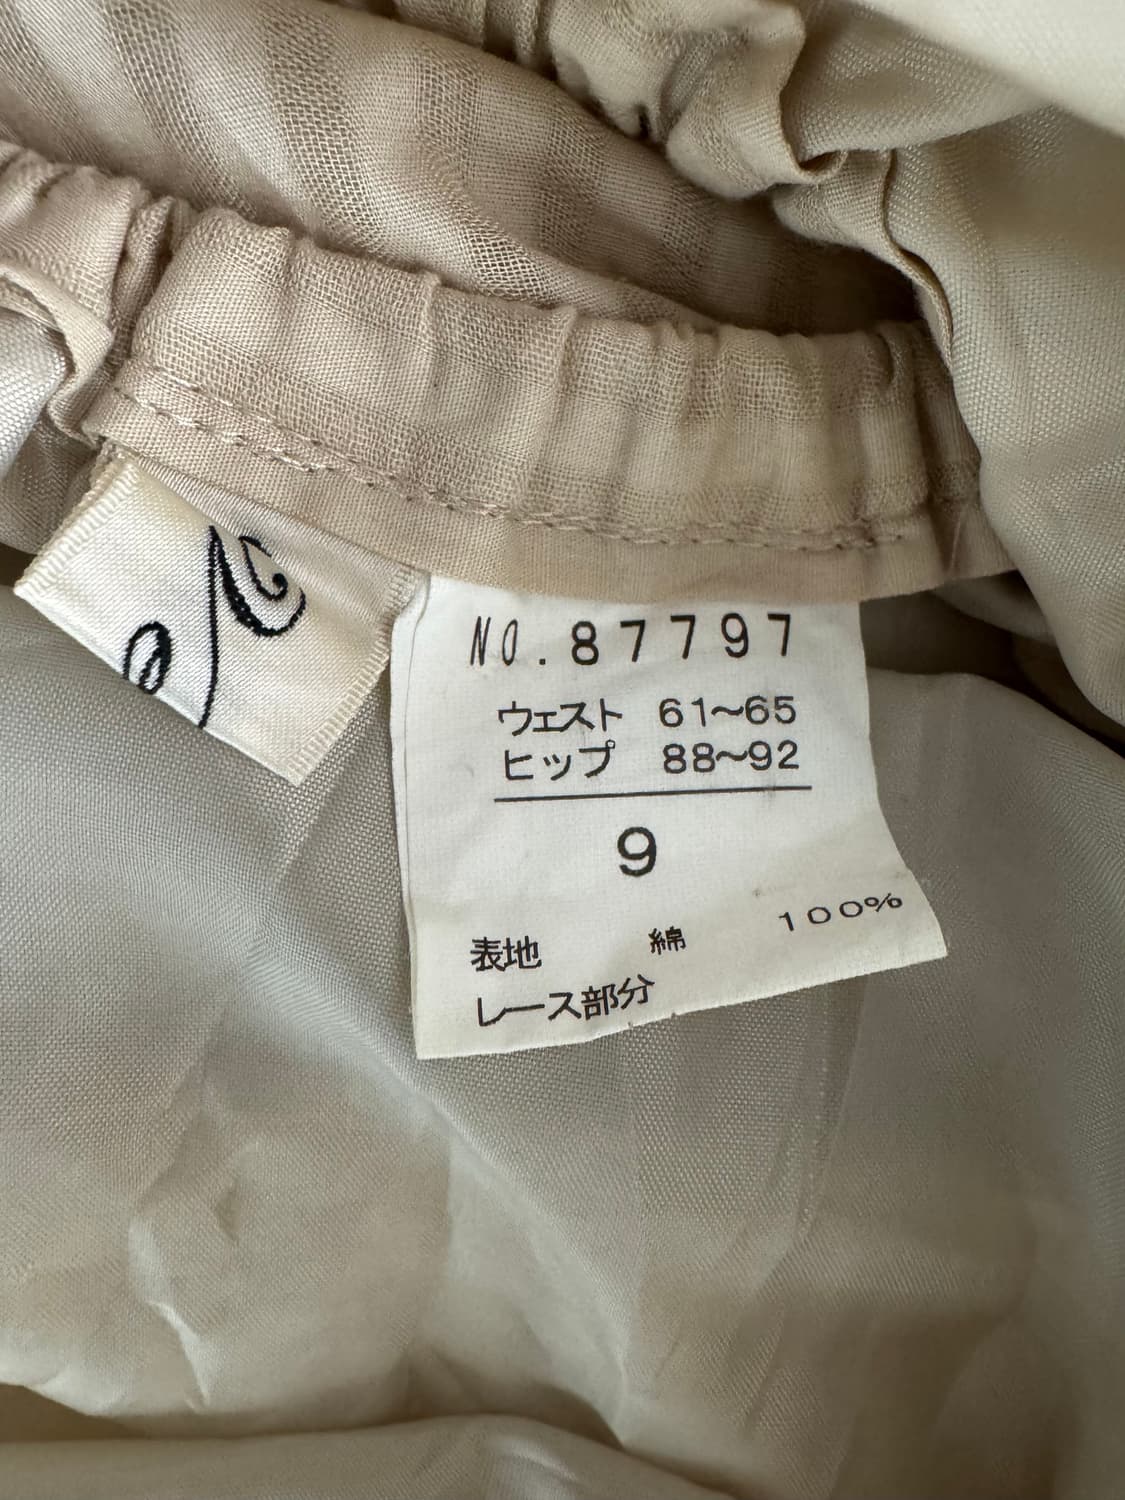 NO. 87797
ウェスト 61～65
ヒップ 88～92
9
表地 綿 100%
レース部分